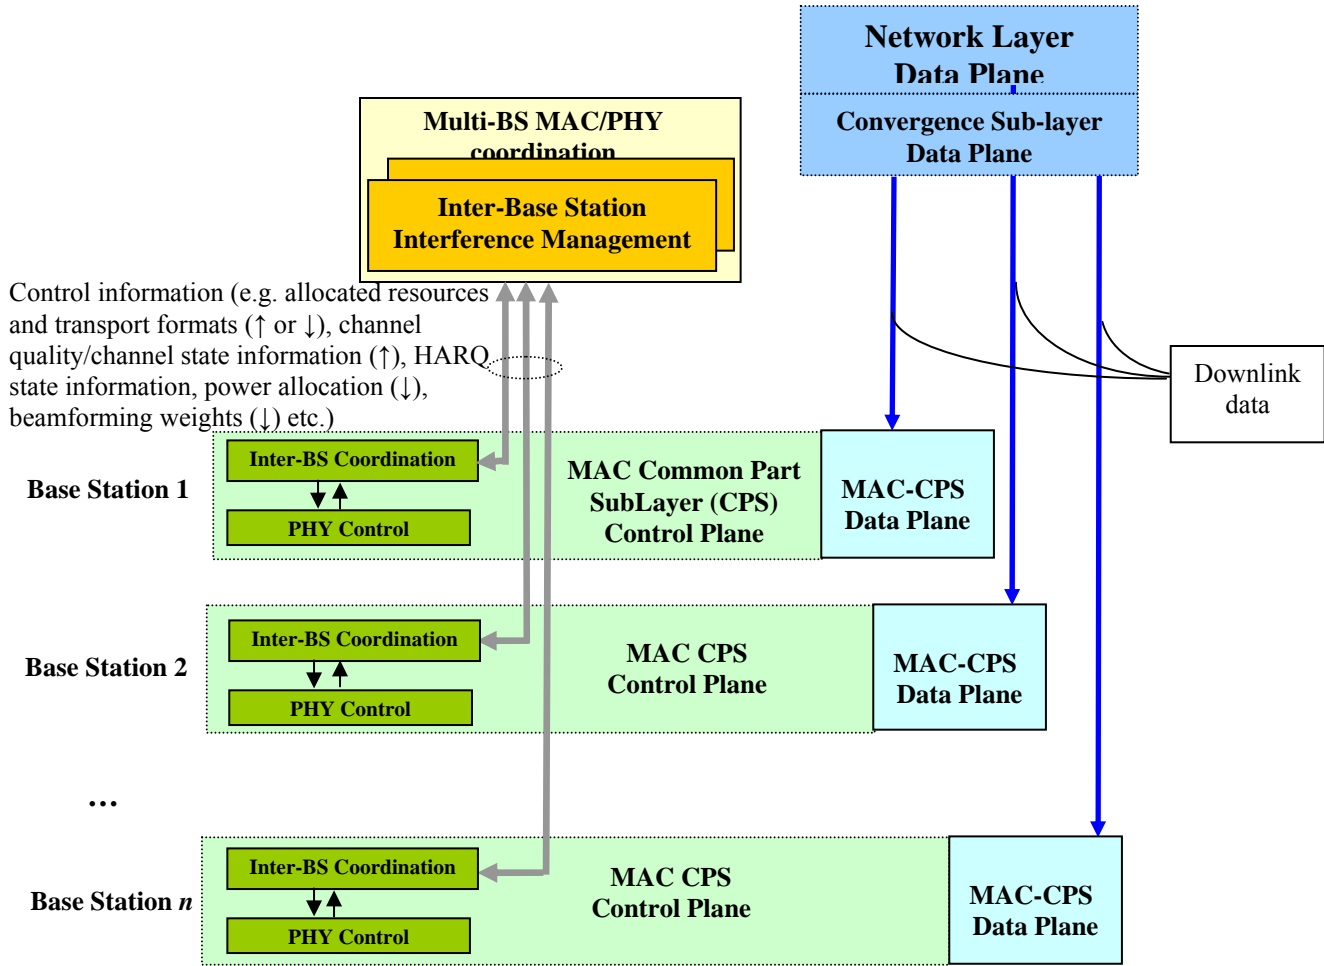 Network Layer
Data Plane
Convergence Sub-layer
Data Plane
Multi-BS MAC/PHY
coordination
Inter-Base Station
Interference Management
Control information (e.g. allocated resources
and transport formats (↑ or ↓), channel
quality/channel state information (↑), HARQ
state information, power allocation (↓),
beamforming weights (↓) etc.)
Downlink
data
Base Station 1
Inter-BS Coordination
PHY Control
MAC Common Part
SubLayer (CPS)
Control Plane
MAC-CPS
Data Plane
Base Station 2
Inter-BS Coordination
PHY Control
MAC CPS
Control Plane
MAC-CPS
Data Plane
...
Base Station n
Inter-BS Coordination
PHY Control
MAC CPS
Control Plane
MAC-CPS
Data Plane